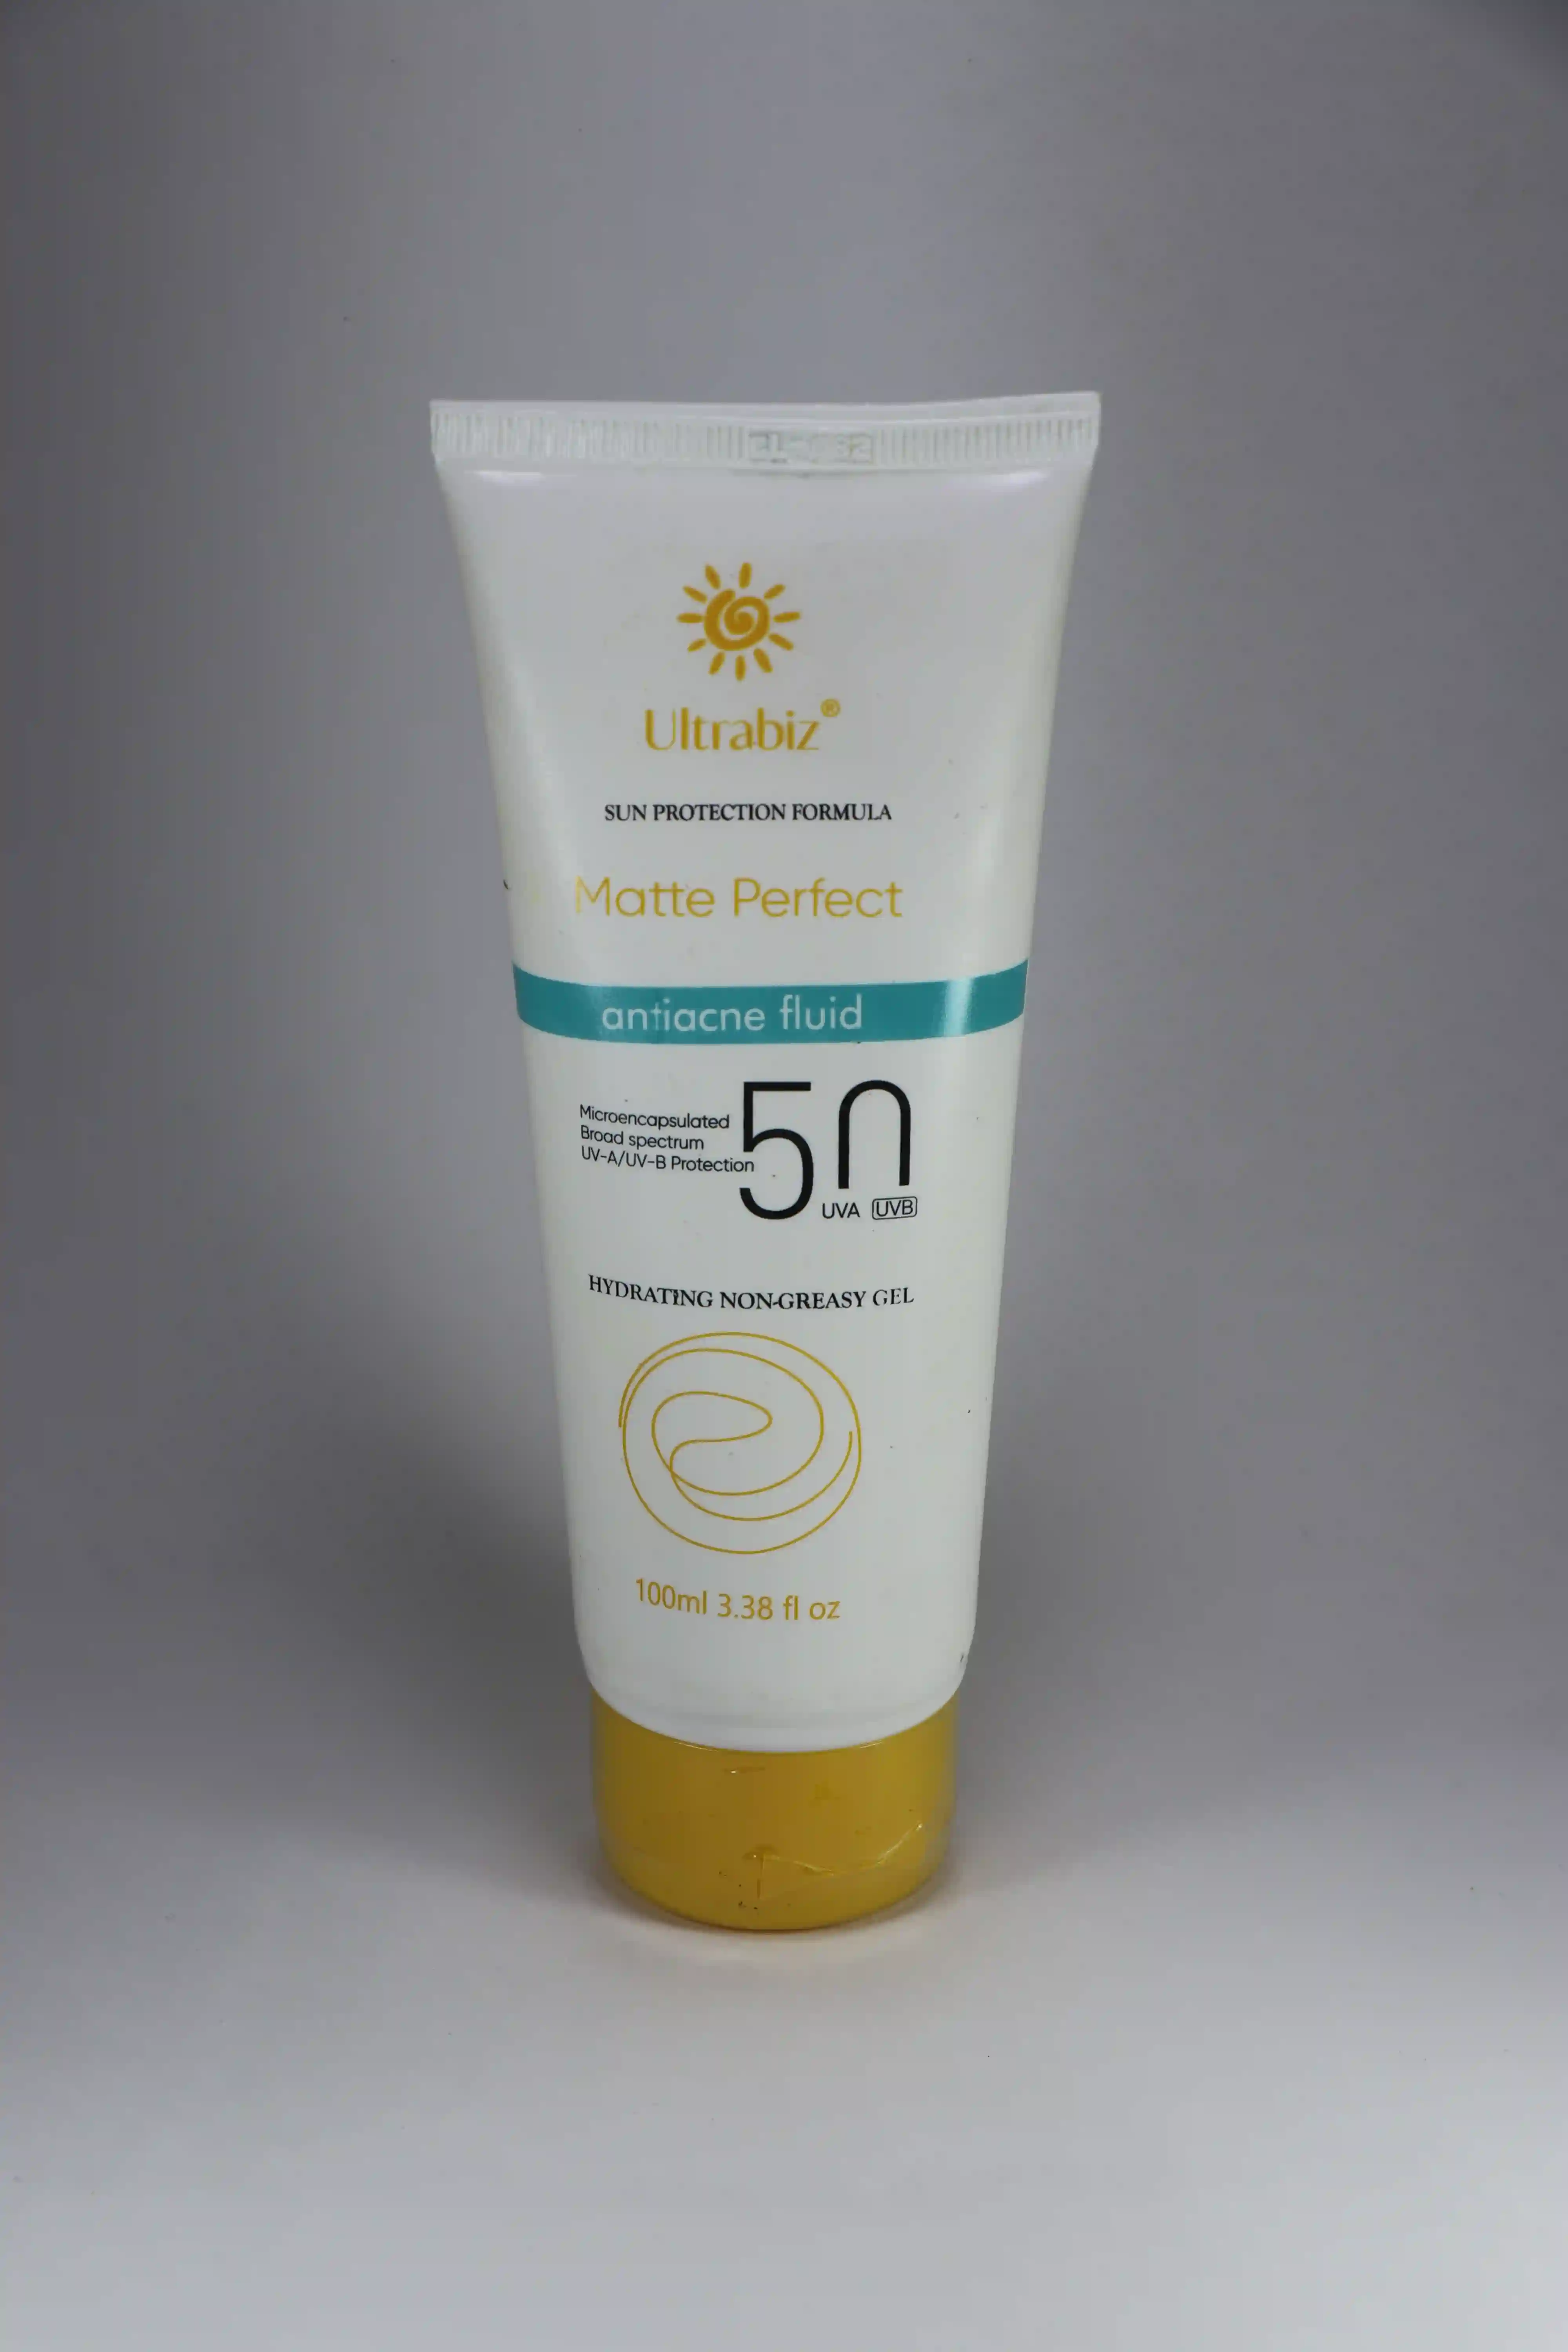 Ultrabiz®
SUN PROTECTION FORMULA
Matte Perfect
antiacne fluid
Microencapsulated
Broad spectrum
UV-A/UV-B Protection
50
UVA UVB
HYDRATING NON-GREASY GEL
100ml 3.38 fl oz